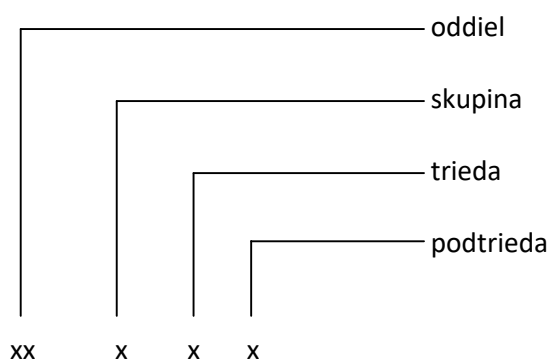 oddiel
skupina
trieda
podtrieda
xx x x x